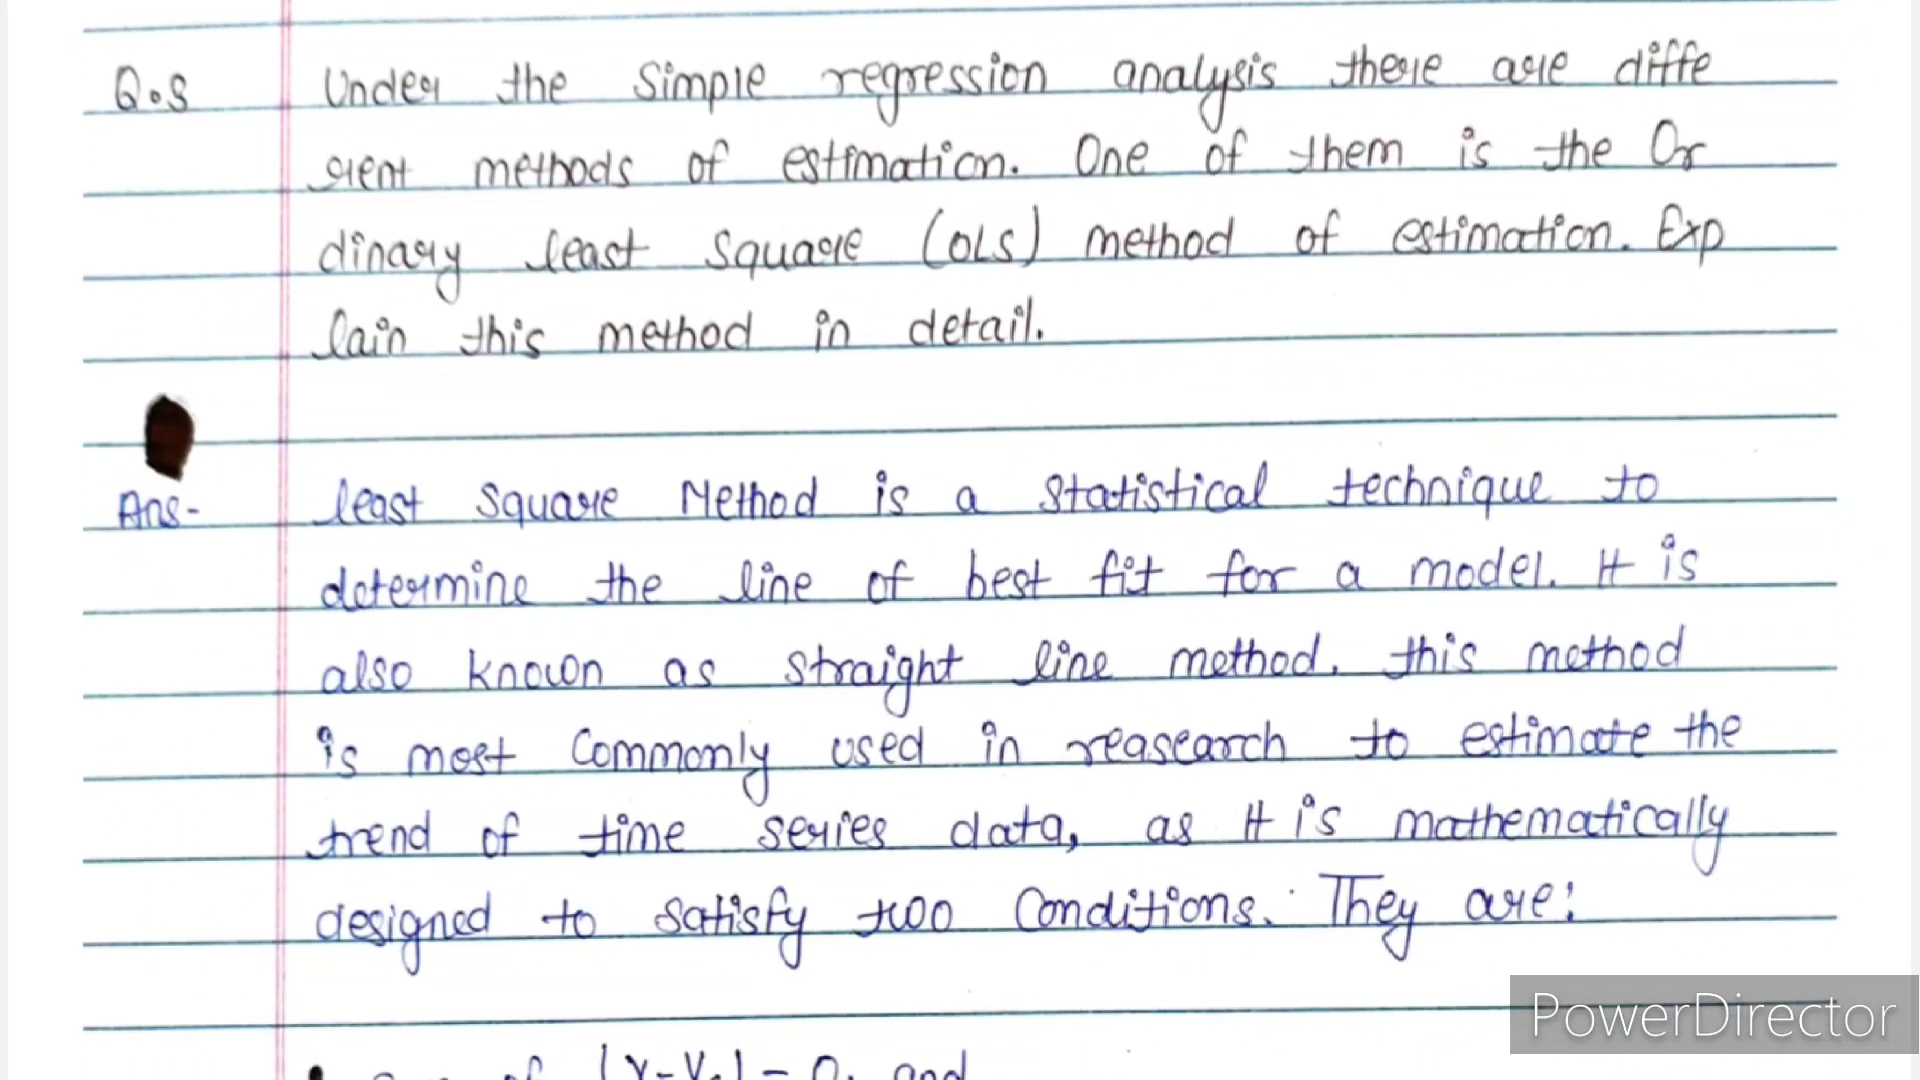 Q.5 Under the Simple regression analysis there are diffe
rent methods of estimation. One of them is the Or
dinary least Square (OLS) method of estimation. Exp
lain this method in detail.
Ans- least Square Method is a Statistical technique to
determine the line of best fit for a model. It is
also known as straight line method. this method
is most Commonly used in reasearch to estimate the
trend of time series data, as it is mathematically
designed to satisfy two Conditions. They are:
PowerDirector